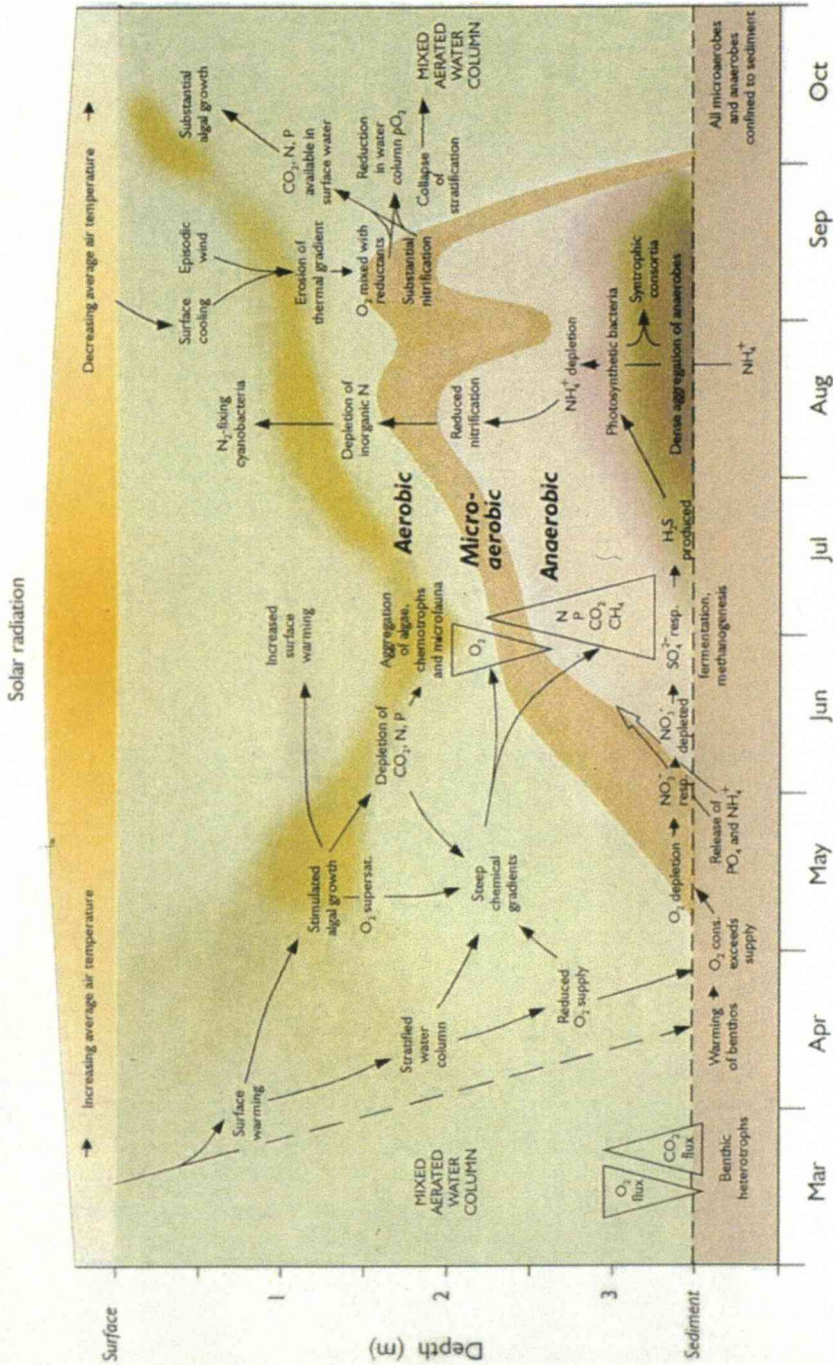 Solar radiation
Increasing average air temperature
Decreasing average air temperature
Surface
1
2
3
Sediment
Depth (m)
Surface
warming
MIXED
AERATED
WATER
COLUMN
O₂
flux
CO₂
flux
Benthic
heterotrophs
Stratified
water
column
Reduced
O₂ supply
Warming
of benthos
O₂ cons.
exceeds
supply
Stimulated
algal growth
O₂ supersat.
Steep
chemical
gradients
Increased
surface
warming
Depletion of
CO₂, N, P
Aggregation
of algae,
chemotrophs
and microfauna
O₂
N
P
CO₂
CH₄
O₂ depletion
NO₃⁻
resp.
NO₃⁻
depleted
SO₄²⁻ resp.
fermentation,
methanogenesis
Release of
PO₄ and NH₄⁺
H₂S
produced
Aerobic
Micro-
aerobic
Anaerobic
N₂-fixing
cyanobacteria
Depletion of
inorganic N
Reduced
nitrification
NH₄⁺ depletion
Photosynthetic bacteria
Syntrophic
consortia
Dense aggregation of anaerobes
NH₄⁺
Surface
cooling
Episodic
wind
Erosion of
thermal gradient
O₂ mixed with
reductants
Substantial
nitrification
Substantial
algal growth
CO₂, N, P
available in
surface water
Reduction
in water
column pO₂
Collapse
of
stratification
MIXED
AERATED
WATER
COLUMN
All microaerobes
and anaerobes
confined to sediment
Mar
Apr
May
Jun
Jul
Aug
Sep
Oct